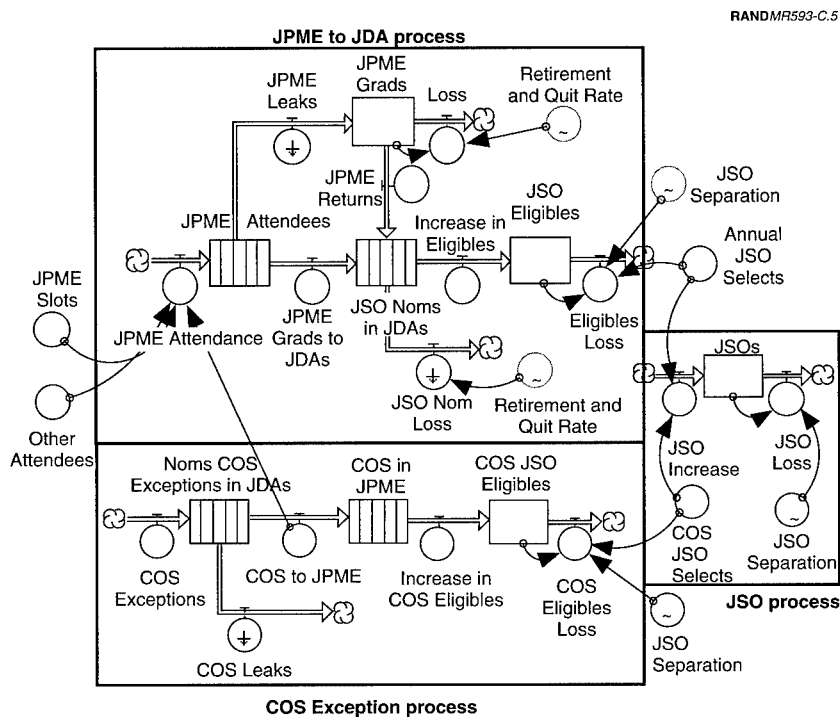 RANDMR593-C.5
JPME to JDA process
JPME
Leaks
JPME
Grads
Loss
Retirement
and Quit Rate
~
JPME
Returns
JPME
Attendees
Increase in
Eligibles
JSO
Eligibles
JSO
Separation
~
Annual
JSO
Selects
JPME
Slots
JPME Attendance
JPME
Grads to
JDAs
JSO Noms
in JDAs
Eligibles
Loss
JSO Nom
Loss
~
Retirement and
Quit Rate
Other
Attendees
JSOs
JSO
Increase
JSO
Loss
COS
JSO
Selects
~
JSO
Separation
JSO process
Noms COS
Exceptions in JDAs
COS in
JPME
COS JSO
Eligibles
COS
Exceptions
COS to JPME
Increase in
COS Eligibles
COS
Eligibles
Loss
COS Leaks
~
JSO
Separation
COS Exception process